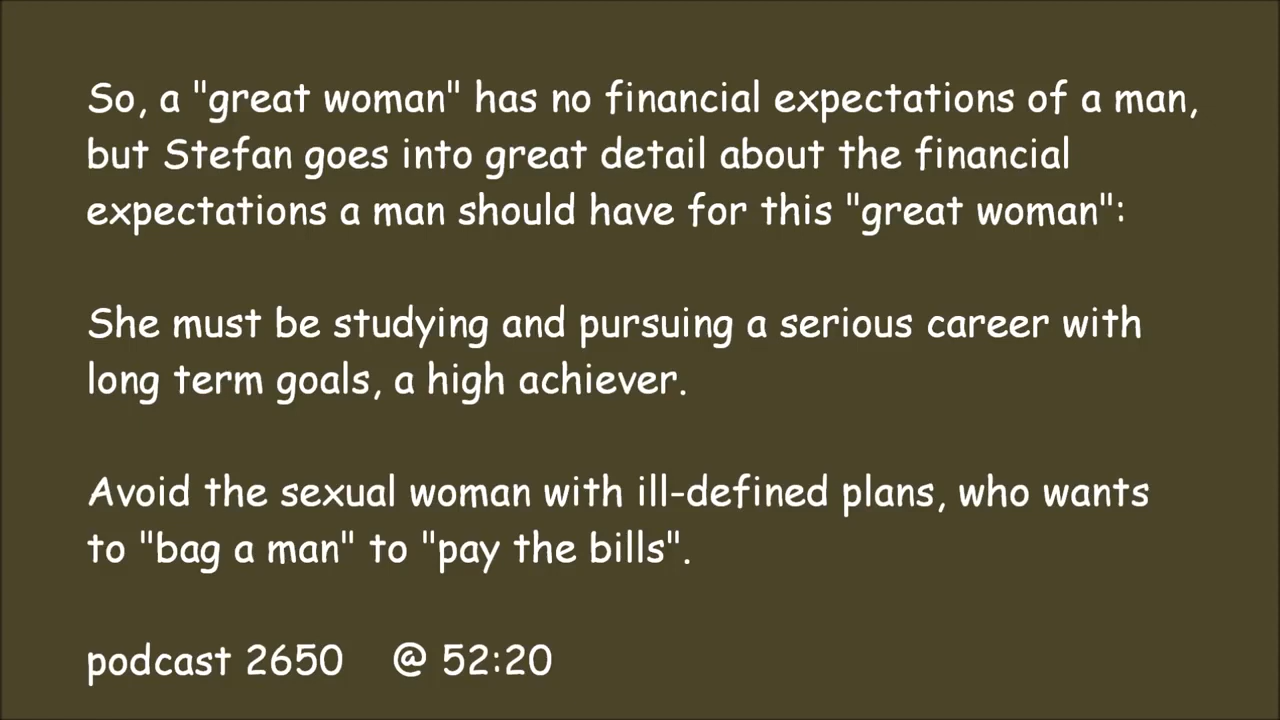 So, a "great woman" has no financial expectations of a man,
but Stefan goes into great detail about the financial
expectations a man should have for this "great woman":
She must be studying and pursuing a serious career with
long term goals, a high achiever.
Avoid the sexual woman with ill-defined plans, who wants
to "bag a man" to "pay the bills".
podcast 2650 @ 52:20